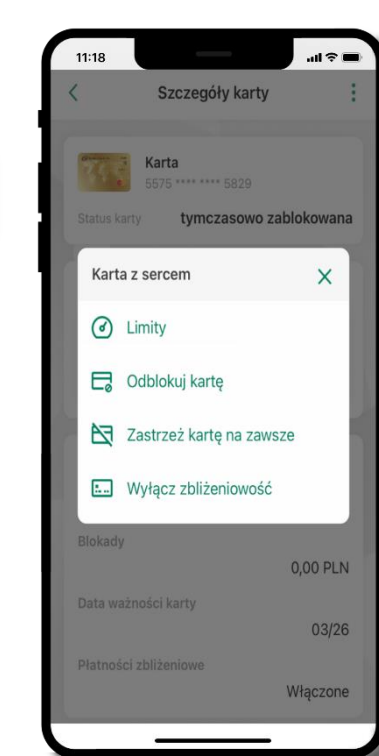 11:18
Szczegóły karty
Karta
5575 **** **** 5829
Status karty tymczasowo zablokowana
Karta z sercem
Limity
Odblokuj kartę
Zastrzeż kartę na zawsze
Wyłącz zbliżeniowość
Blokady
0,00 PLN
Data ważności karty
03/26
Płatności zbliżeniowe
Włączone